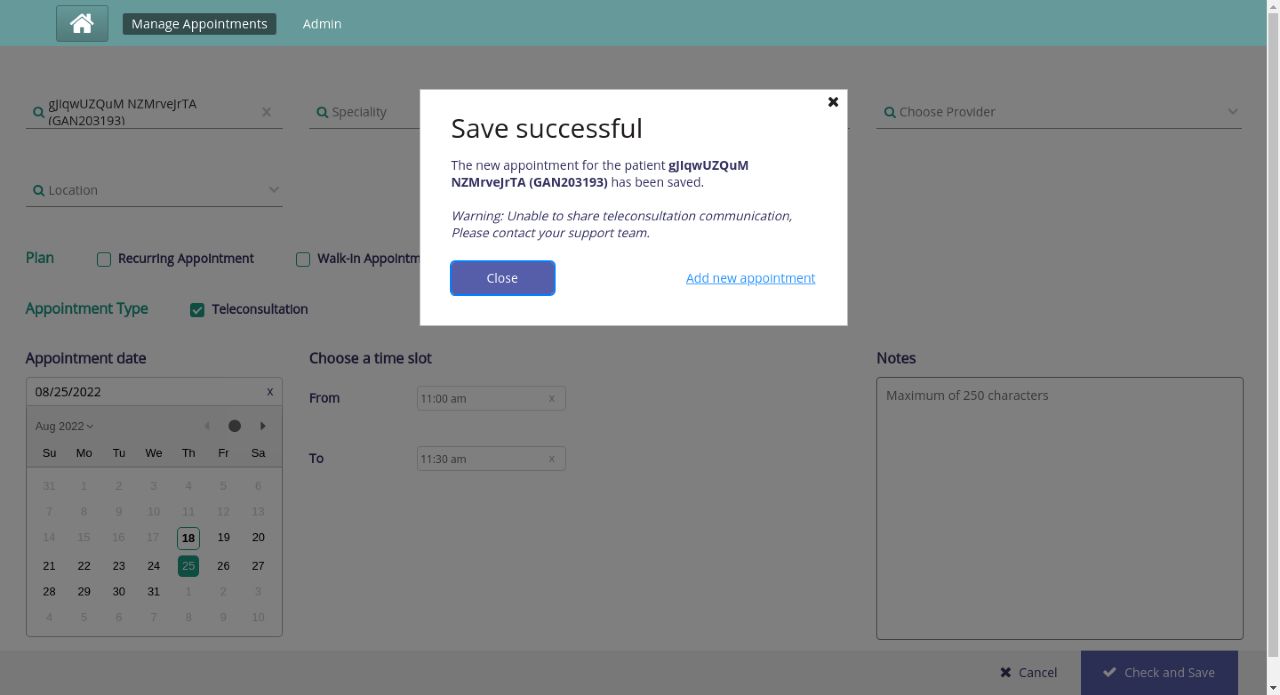 Manage Appointments
Admin
gJIqwUZQuM NZMrveJrTA
(GAN203193)
Speciality
Choose Provider
Location
Save successful
The new appointment for the patient gJIqwUZQuM
NZMrveJrTA (GAN203193) has been saved.
Warning: Unable to share teleconsultation communication,
Please contact your support team.
Close
Add new appointment
Plan
Recurring Appointment
Walk-in Appointm
Appointment Type
Teleconsultation
Appointment date
08/25/2022
x
Aug 2022
Su Mo Tu We Th Fr Sa
31 1 2 3 4 5 6
7 8 9 10 11 12 13
14 15 16 17 18 19 20
21 22 23 24 25 26 27
28 29 30 31 1 2 3
4 5 6 7 8 9 10
Choose a time slot
From
11:00 am
x
To
11:30 am
x
Notes
Maximum of 250 characters
Cancel
Check and Save